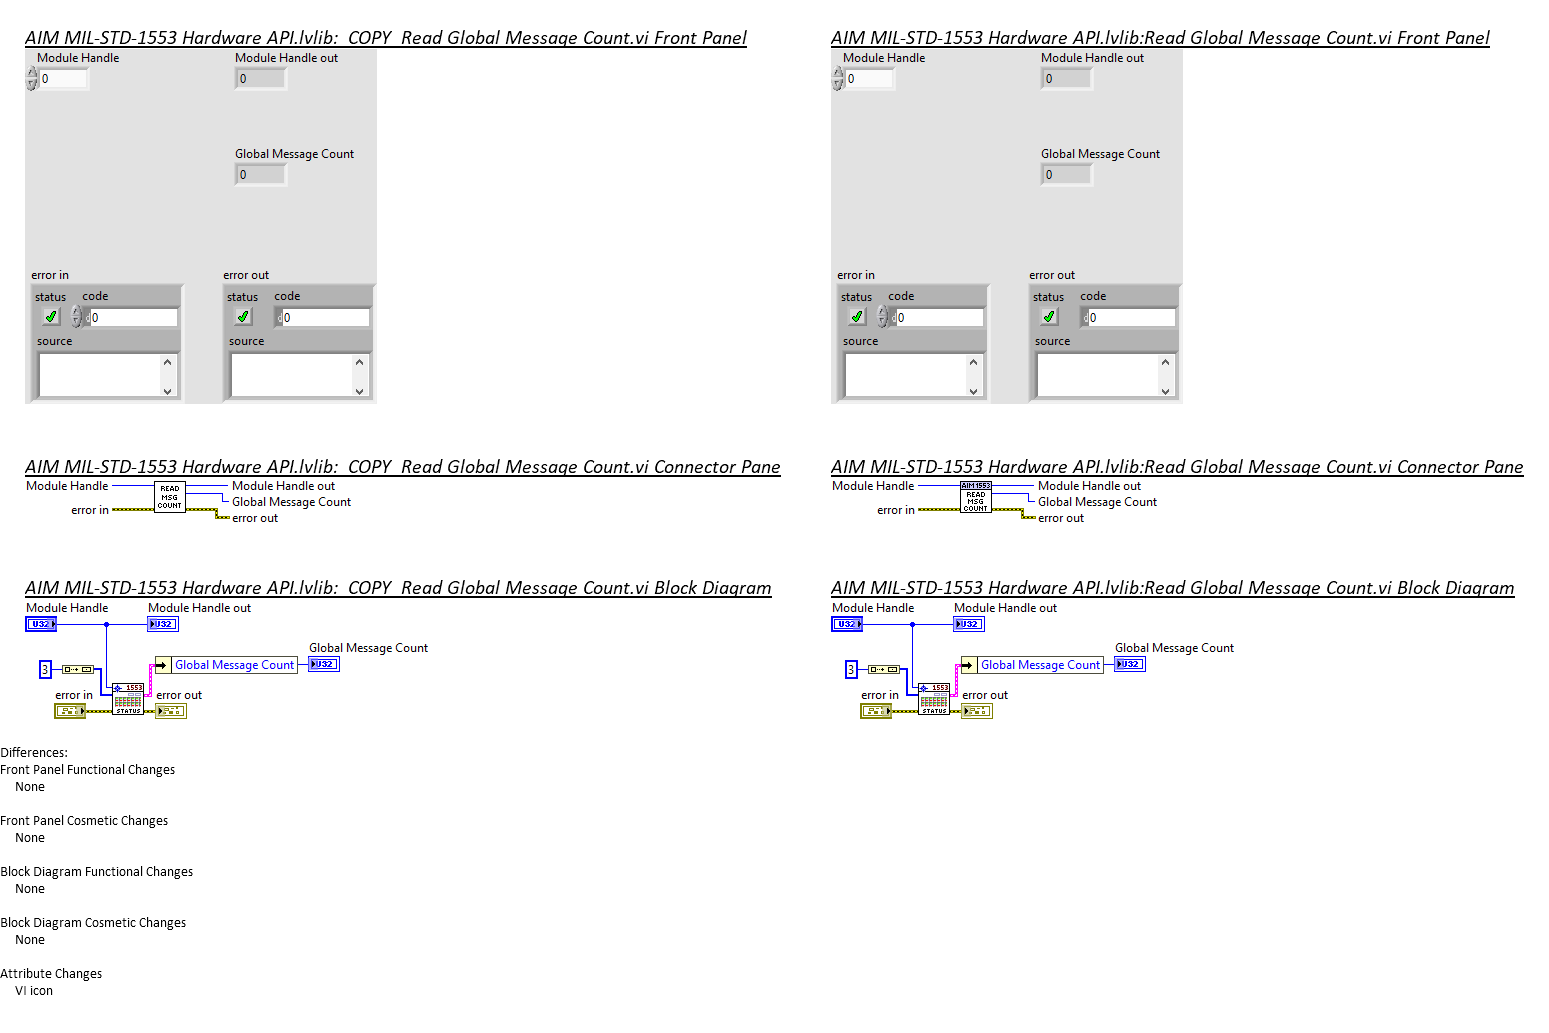 AIM MIL-STD-1553 Hardware API.lvlib:  COPY  Read Global Message Count.vi Front Panel
Module Handle
Module Handle out
0
0
Global Message Count
0
error in
error out
status
code
status
code
d
0
d
0
source
source
AIM MIL-STD-1553 Hardware API.lvlib:  COPY  Read Global Message Count.vi Connector Pane
Module Handle
READ
MSG
COUNT
Module Handle out
Global Message Count
error in
error out
AIM MIL-STD-1553 Hardware API.lvlib:  COPY  Read Global Message Count.vi Block Diagram
Module Handle
Module Handle out
U32
U32
Global Message Count
3
Global Message Count
U32
1553
STATUS
error in
error out
AIM MIL-STD-1553 Hardware API.lvlib:Read Global Message Count.vi Front Panel
Module Handle
Module Handle out
0
0
Global Message Count
0
error in
error out
status
code
status
code
d
0
d
0
source
source
AIM MIL-STD-1553 Hardware API.lvlib:Read Global Message Count.vi Connector Pane
Module Handle
AIM1553
READ
MSG
COUNT
Module Handle out
Global Message Count
error in
error out
AIM MIL-STD-1553 Hardware API.lvlib:Read Global Message Count.vi Block Diagram
Module Handle
Module Handle out
U32
U32
Global Message Count
3
Global Message Count
U32
1553
STATUS
error in
error out
Differences:
Front Panel Functional Changes
None
Front Panel Cosmetic Changes
None
Block Diagram Functional Changes
None
Block Diagram Cosmetic Changes
None
Attribute Changes
VI icon